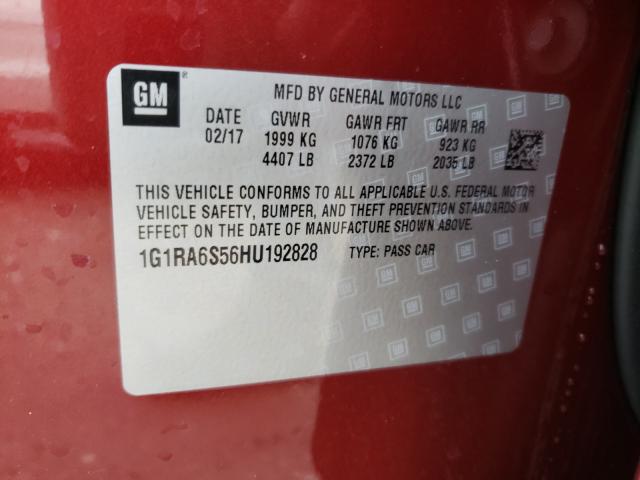 GM ®
MFD BY GENERAL MOTORS LLC
DATE GVWR GAWR FRT GAWR RR
02/17 1999 KG 1076 KG 923 KG
4407 LB 2372 LB 2035 LB
THIS VEHICLE CONFORMS TO ALL APPLICABLE U.S. FEDERAL MOTOR
VEHICLE SAFETY, BUMPER, AND THEFT PREVENTION STANDARDS IN
EFFECT ON THE DATE OF MANUFACTURE SHOWN ABOVE.
1G1RA6S56HU192828 TYPE: PASS CAR